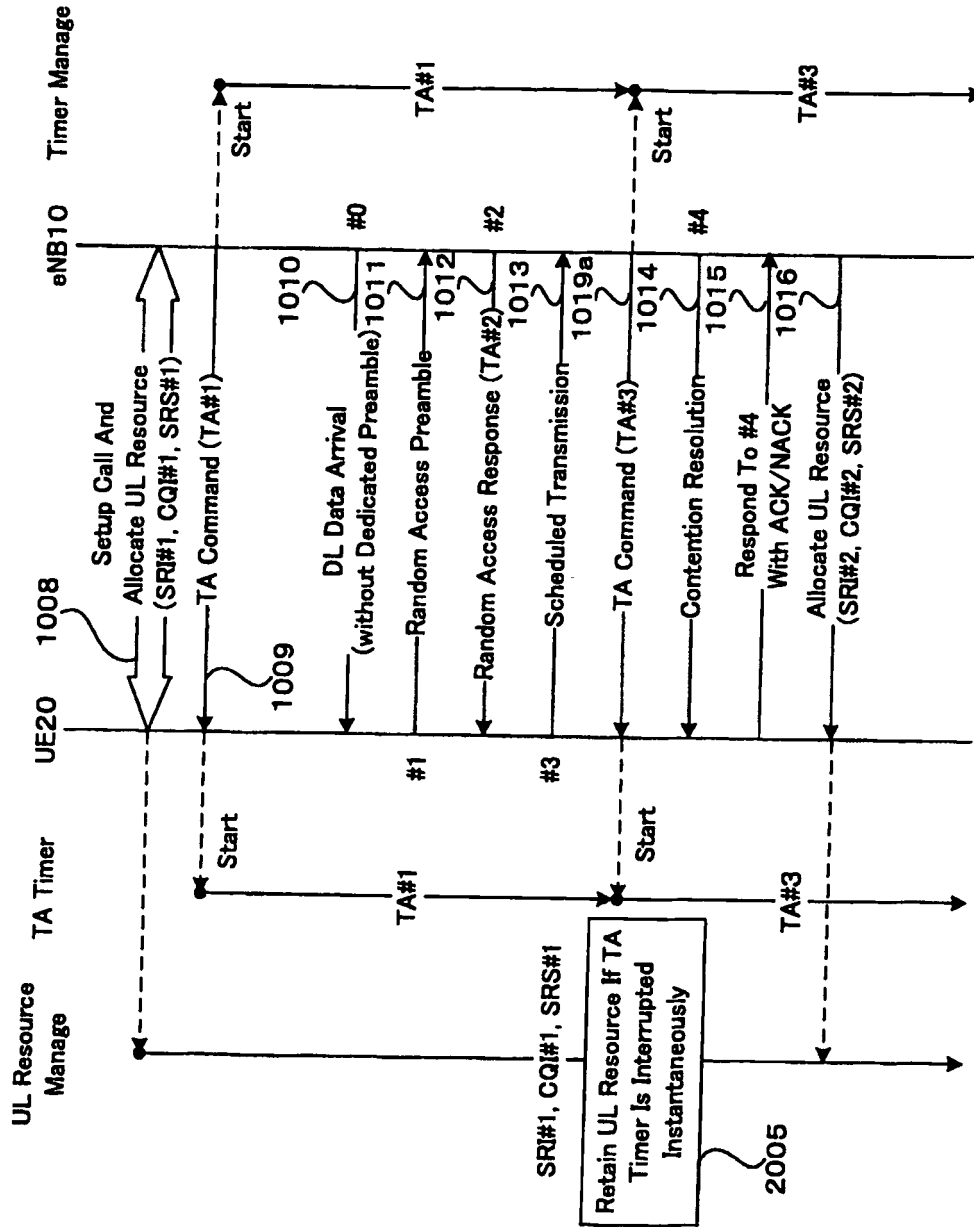 UL Resource
Manage
TA Timer
UE20
eNB10
Timer Manage
1008
Setup Call And
Allocate UL Resource
(SRI#1, CQI#1, SRS#1)
TA Command (TA#1)
1009
Start
Start
TA#1
TA#1
1010
#0
DL Data Arrival
(without Dedicated Preamble)
1011
Random Access Preamble
#1
1012
#2
Random Access Response (TA#2)
1013
Scheduled Transmission
#3
1019a
TA Command (TA#3)
Start
Start
SRI#1, CQI#1, SRS#1
Retain UL Resource If TA
Timer Is Interrupted
Instantaneously
2005
TA#3
TA#3
1014
#4
Contention Resolution
1015
Respond To #4
With ACK/NACK
1016
Allocate UL Resource
(SRI#2, CQI#2, SRS#2)